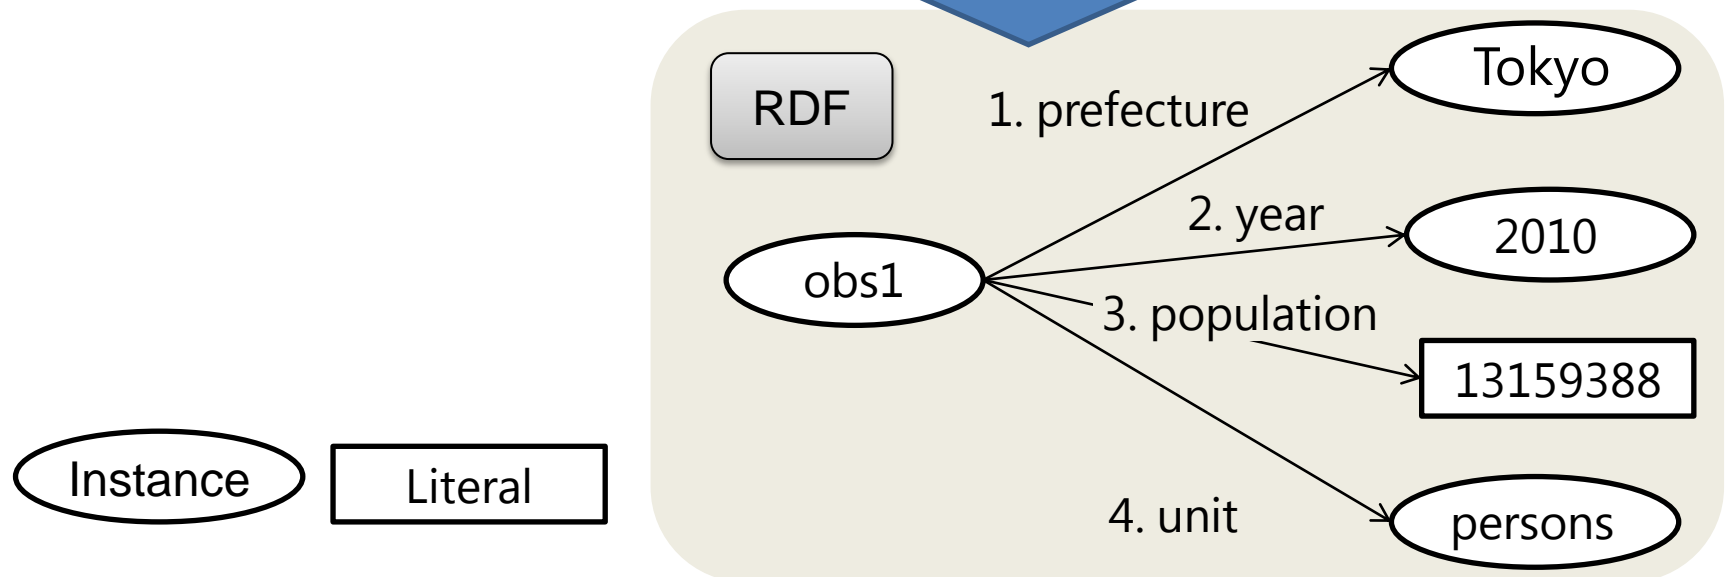 RDF
Tokyo
1. prefecture
2. year
2010
obs1
3. population
13159388
Instance
Literal
4. unit
persons